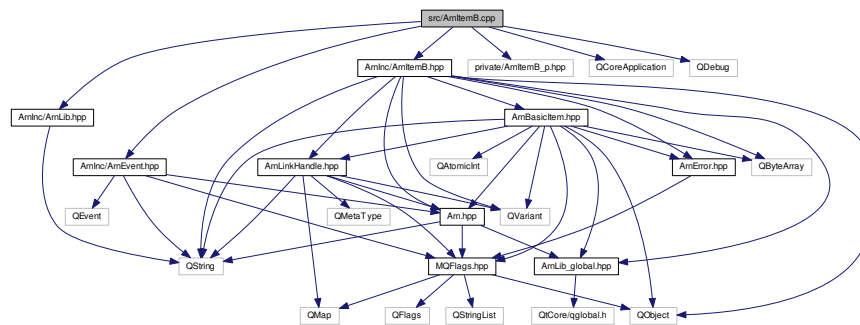 src/ArnItemB.cpp
ArnInc/ArnItemB.hpp
private/ArnItemB_p.hpp
QCoreApplication
QDebug
ArnInc/ArnLib.hpp
ArnBasicItem.hpp
ArnInc/ArnEvent.hpp
ArnLinkHandle.hpp
QAtomicInt
ArnError.hpp
QByteArray
QEvent
QMetaType
Arn.hpp
QVariant
QString
MQFlags.hpp
ArnLib_global.hpp
QMap
QFlags
QStringList
QtCore/qglobal.h
QObject